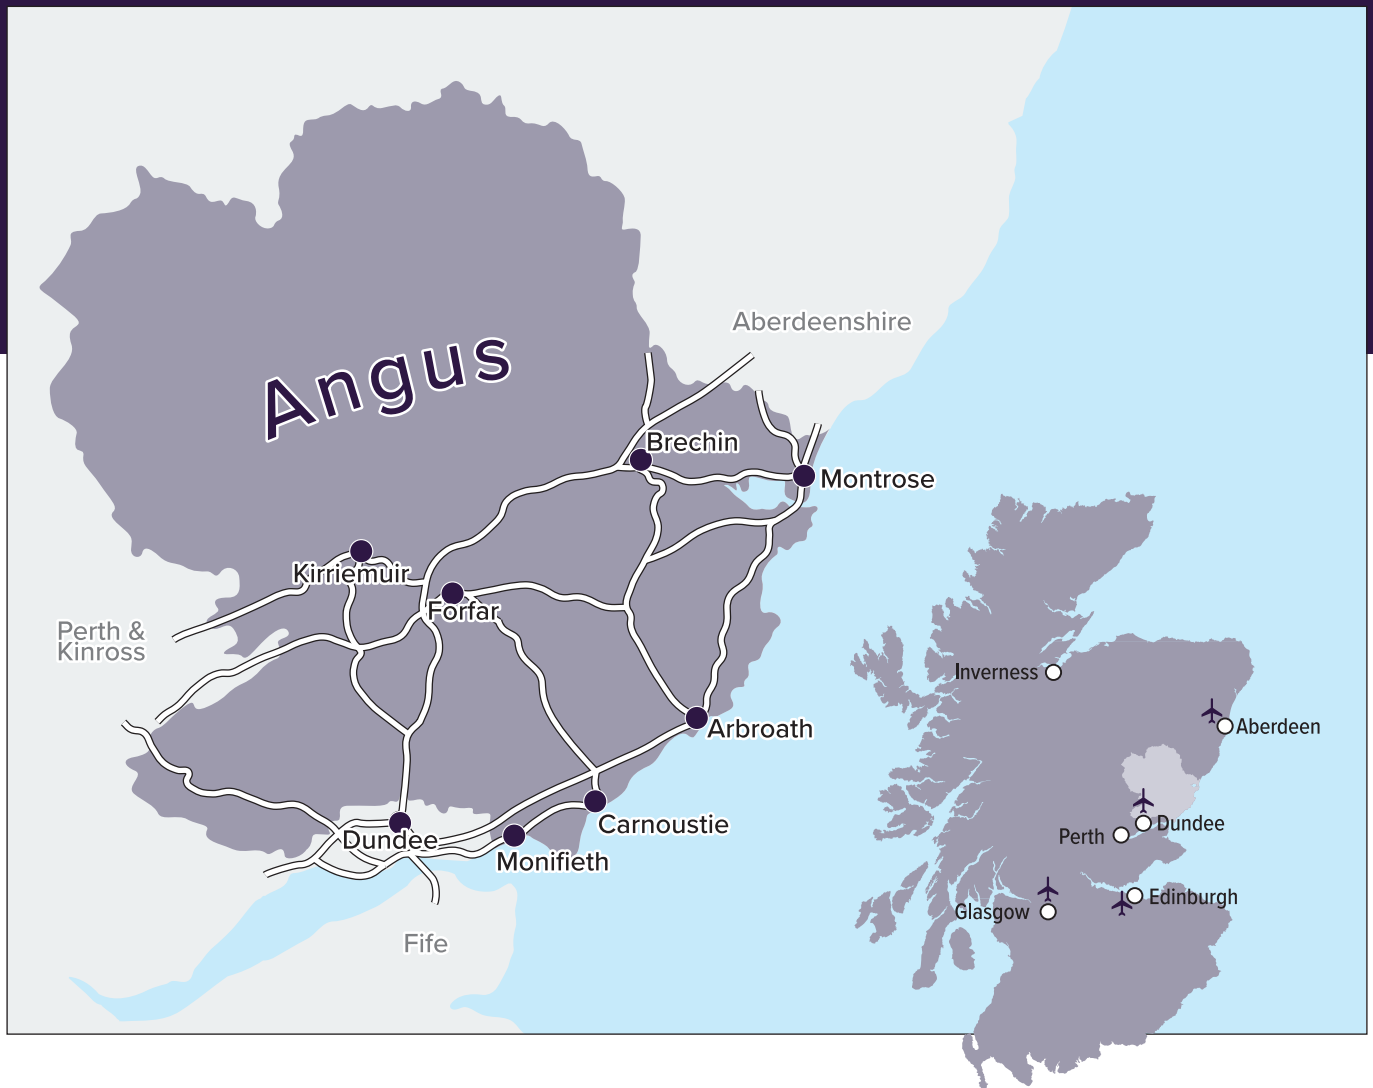 Aberdeenshire
Angus
Brechin
Montrose
Kirriemuir
Forfar
Perth &
Kinross
Arbroath
Carnoustie
Dundee
Monifieth
Fife
Inverness
Aberdeen
Dundee
Perth
Edinburgh
Glasgow